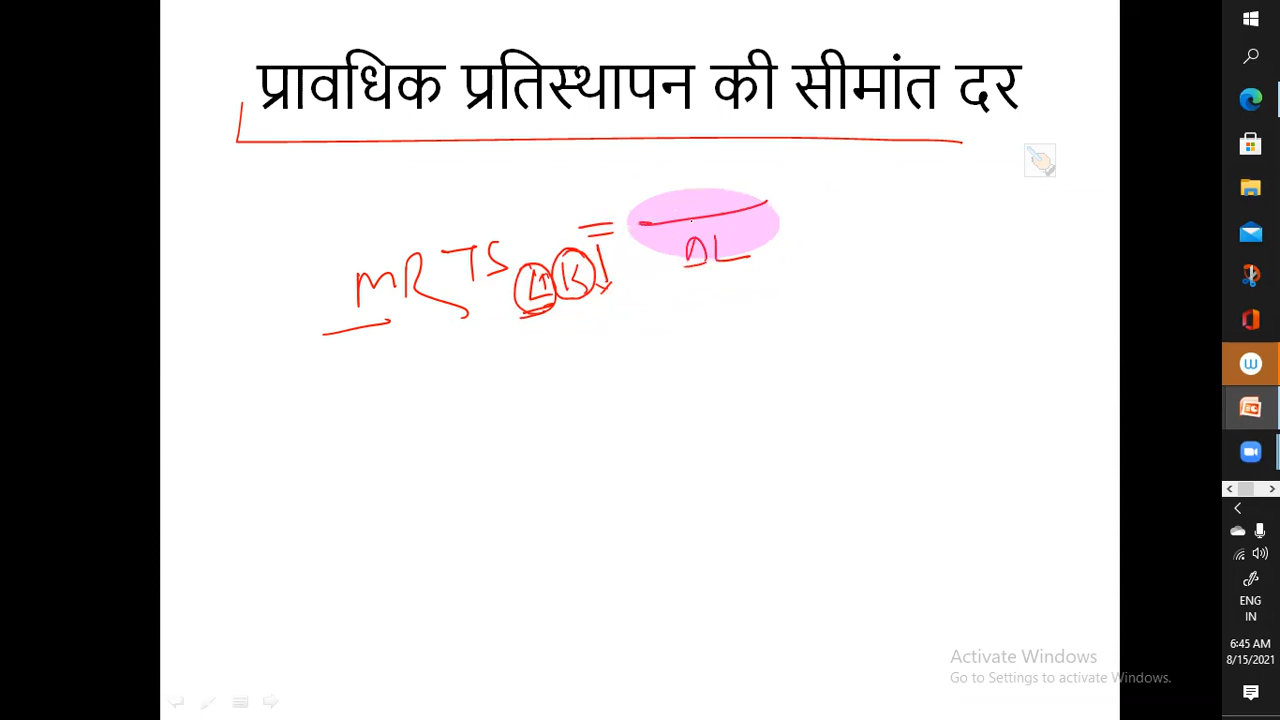 प्रावधिक प्रतिस्थापन की सीमांत दर
MRTS LK =
ΔL
Activate Windows
Go to Settings to activate Windows.
ENG
IN
6:45 AM
8/15/2021